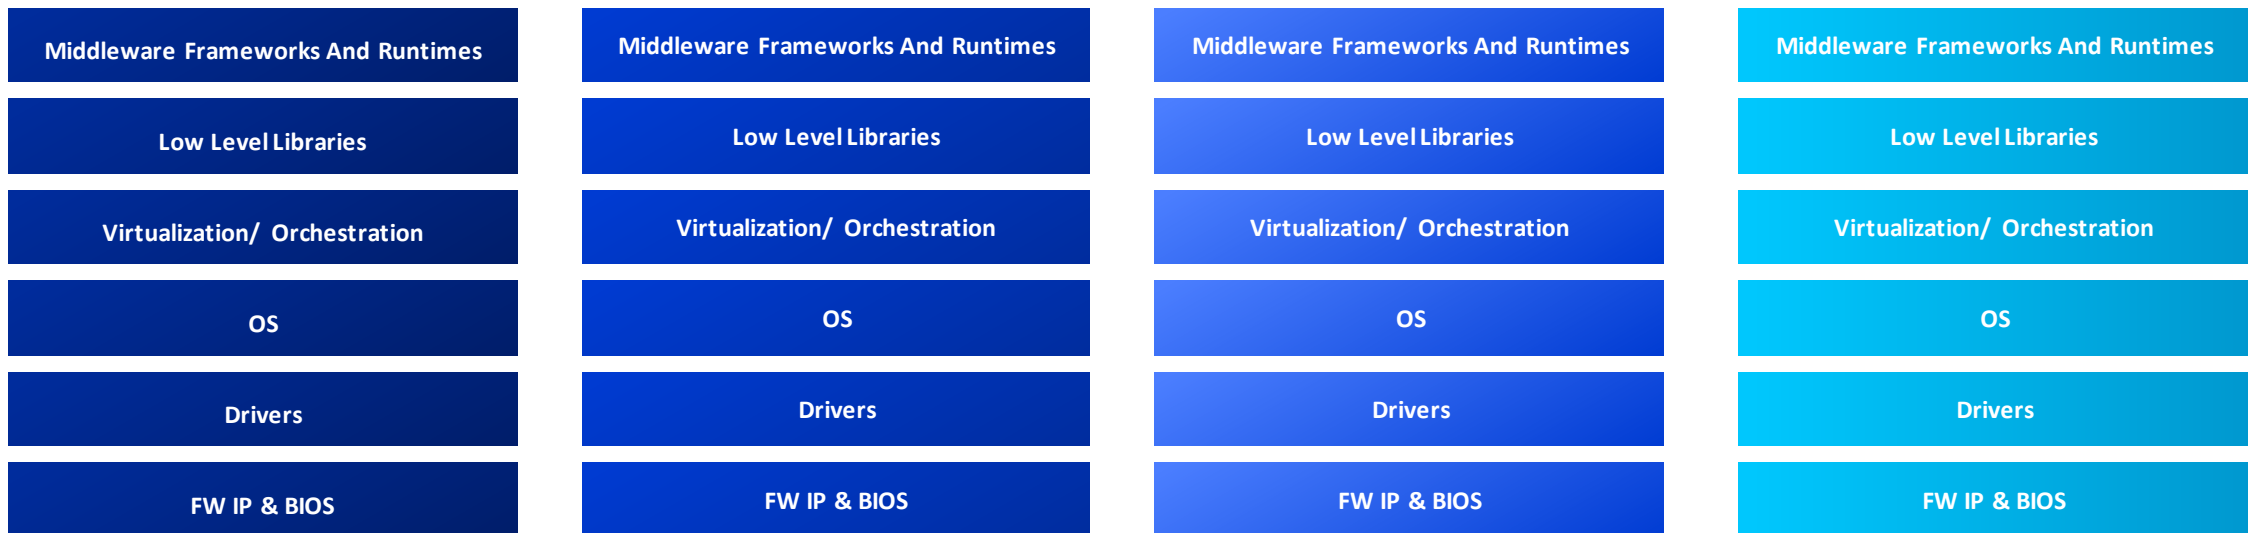 Middleware Frameworks And Runtimes
Low Level Libraries
Virtualization/ Orchestration
OS
Drivers
FW IP & BIOS
Middleware Frameworks And Runtimes
Low Level Libraries
Virtualization/ Orchestration
OS
Drivers
FW IP & BIOS
Middleware Frameworks And Runtimes
Low Level Libraries
Virtualization/ Orchestration
OS
Drivers
FW IP & BIOS
Middleware Frameworks And Runtimes
Low Level Libraries
Virtualization/ Orchestration
OS
Drivers
FW IP & BIOS